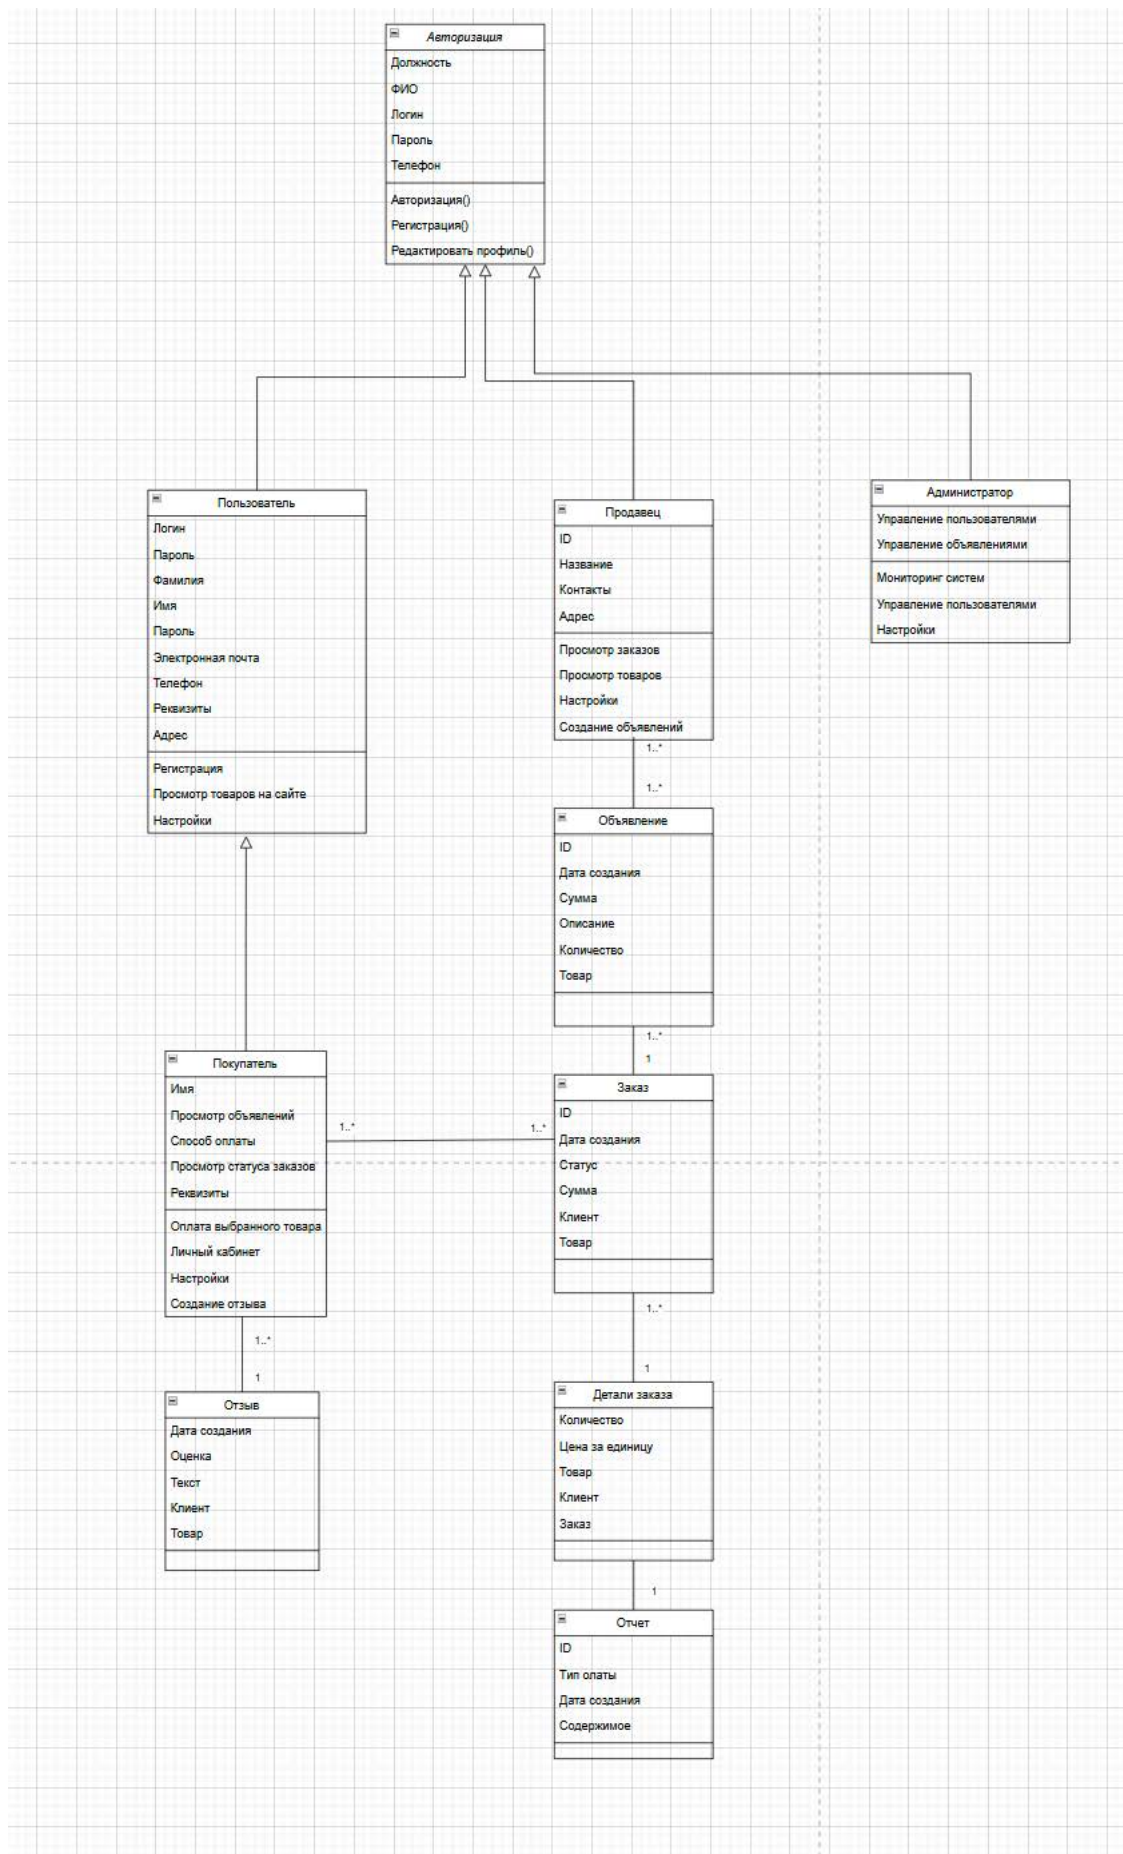 Авторизация
Должность
ФИО
Логин
Пароль
Телефон
Авторизация()
Регистрация()
Редактировать профиль()
Пользователь
Логин
Пароль
Фамилия
Имя
Пароль
Электронная почта
Телефон
Реквизиты
Адрес
Регистрация
Просмотр товаров на сайте
Настройки
Продавец
ID
Название
Контакты
Адрес
Просмотр заказов
Просмотр товаров
Настройки
Создание объявлений
Администратор
Управление пользователями
Управление объявлениями
Мониторинг систем
Управление пользователями
Настройки
1..*
1..*
Объявление
ID
Дата создания
Сумма
Описание
Количество
Товар
1..*
1
Покупатель
Имя
Просмотр объявлений
Способ оплаты
Просмотр статуса заказов
Реквизиты
Оплата выбранного товара
Личный кабинет
Настройки
Создание отзыва
1..*
1..*
Заказ
ID
Дата создания
Статус
Сумма
Клиент
Товар
1..*
1
1..*
1
Отзыв
Дата создания
Оценка
Текст
Клиент
Товар
Детали заказа
Количество
Цена за единицу
Товар
Клиент
Заказ
1
Отчет
ID
Тип олаты
Дата создания
Содержимое